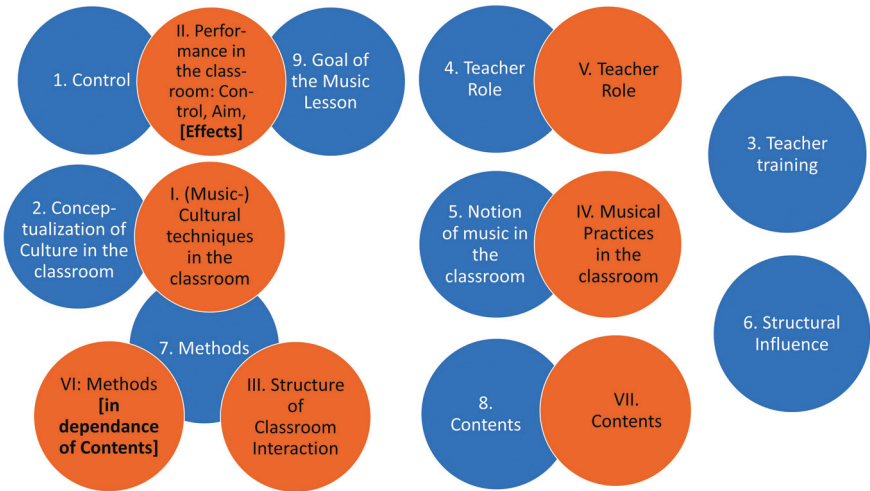 1. Control
II. Perfor-
mance in
the class-
room: Con-
trol, Aim,
[Effects]
9. Goal of
the Music
Lesson
4. Teacher
Role
V. Teacher
Role
3. Teacher
training
2. Concep-
tualization of
Culture in the
classroom
I. (Music-)
Cultural
techniques
in the
classroom
5. Notion
of music in
the
classroom
IV. Musical
Practices
in the
classroom
6. Structural
Influence
7. Methods
VI: Methods
[in
dependance
of Contents]
III. Structure
of
Classroom
Interaction
8.
Contents
VII.
Contents